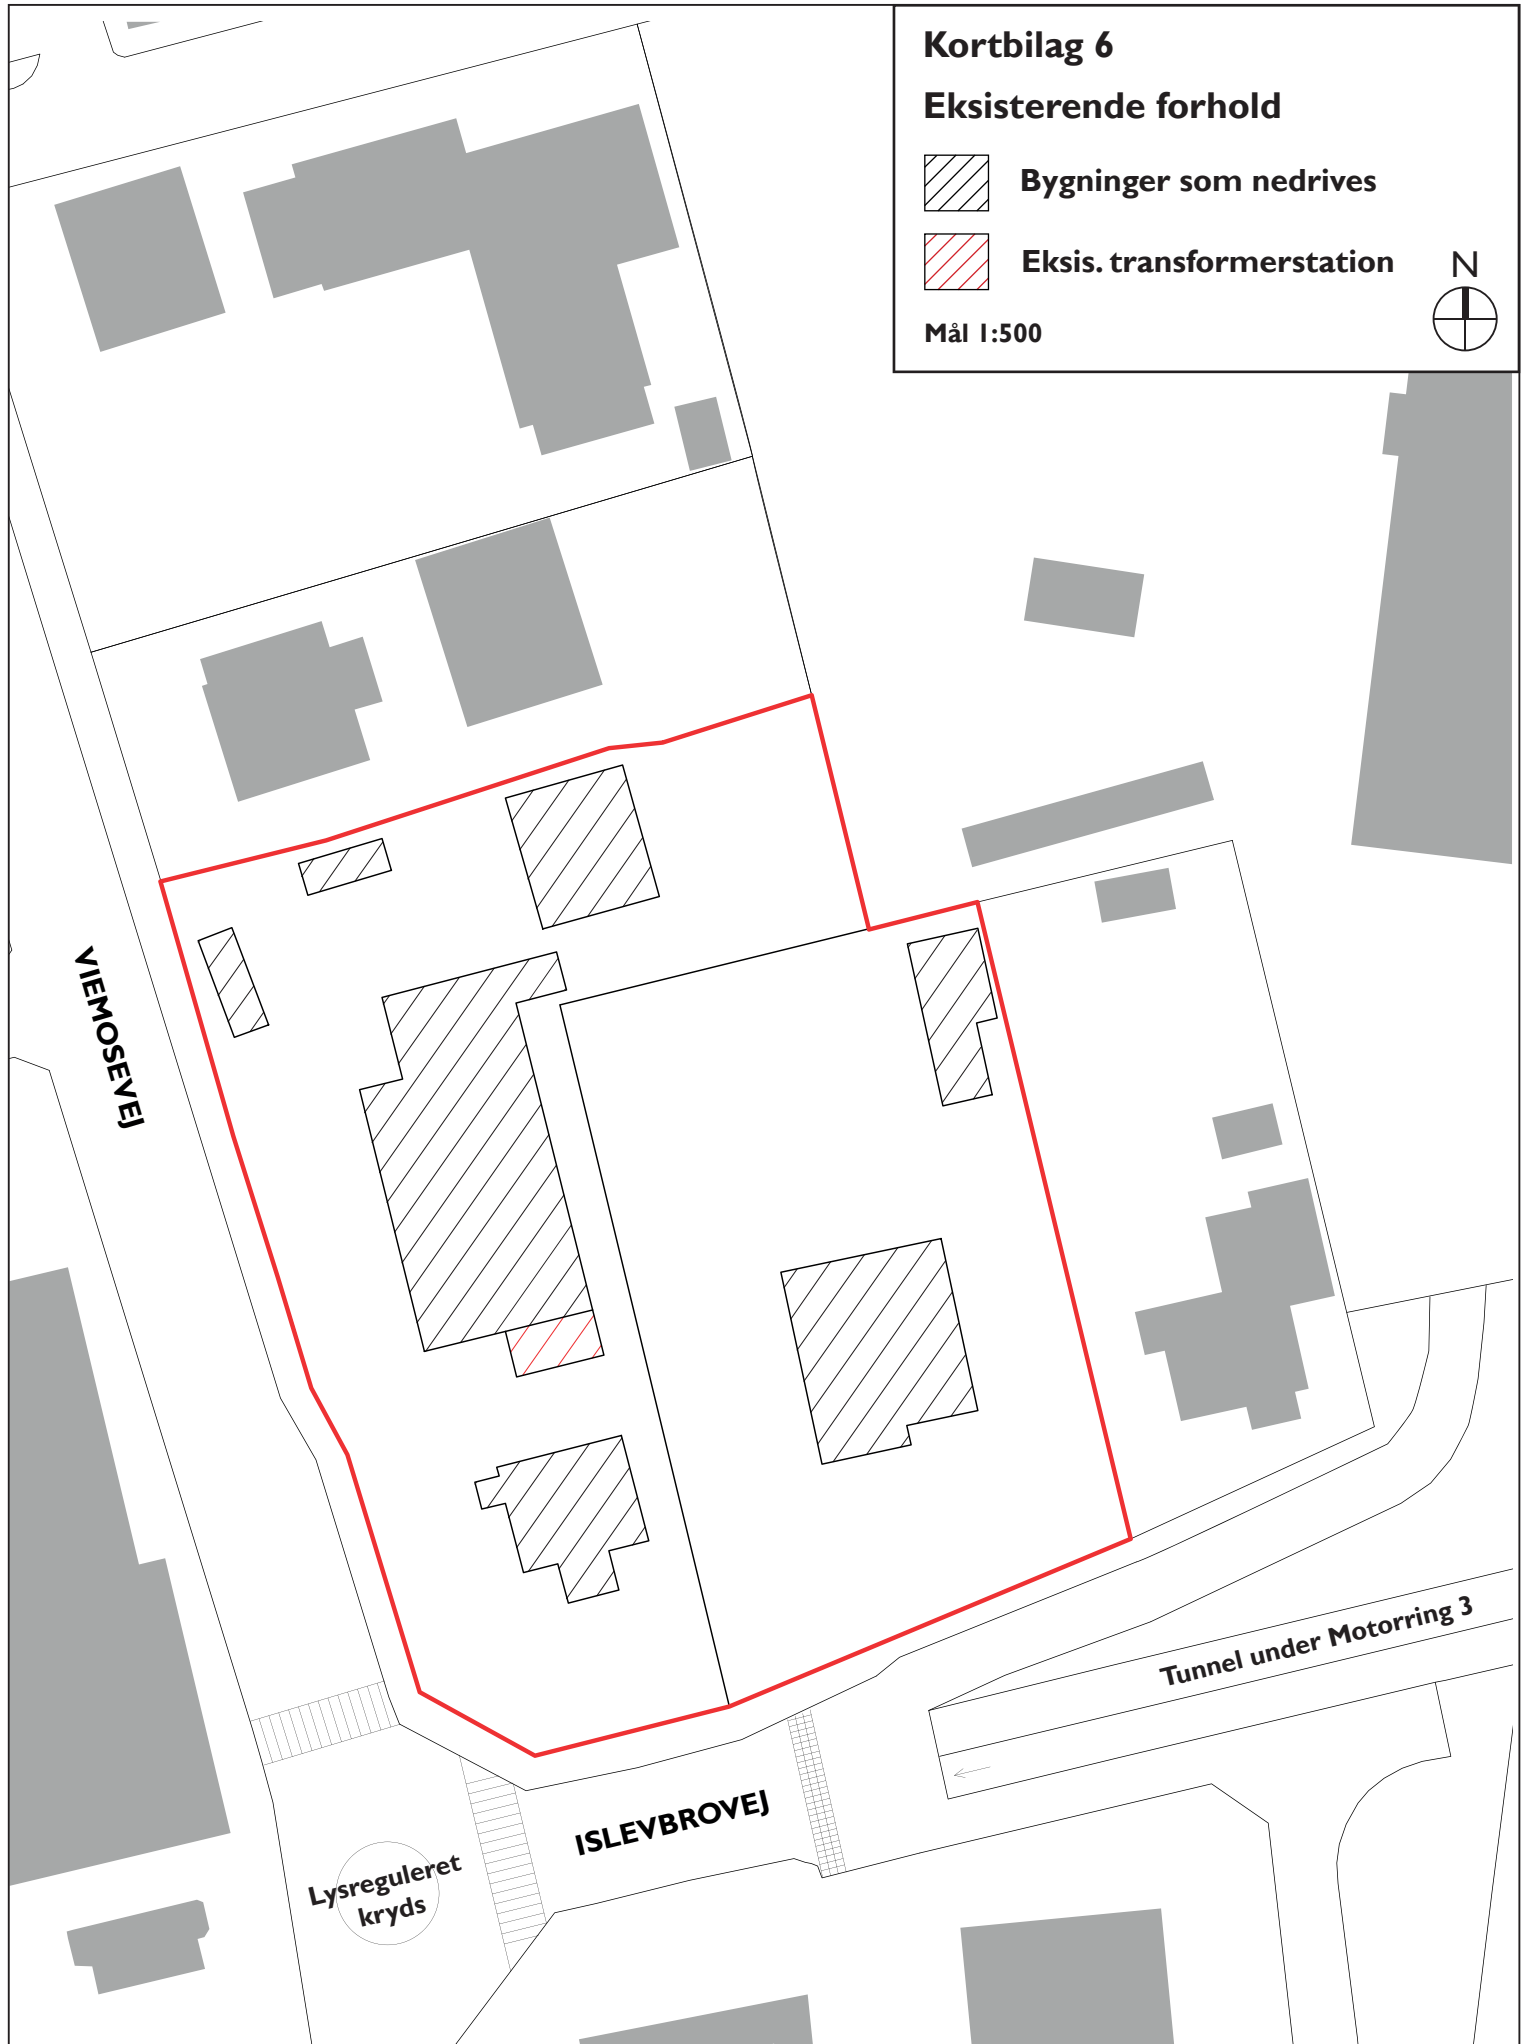 Kortbilag 6
Eksisterende forhold
Bygninger som nedrives
Eksis. transformerstation
N
Mål 1:500
VIEMOSEVEJ
Tunnel under Motorring 3
ISLEVBROVEJ
Lysreguleret
kryds